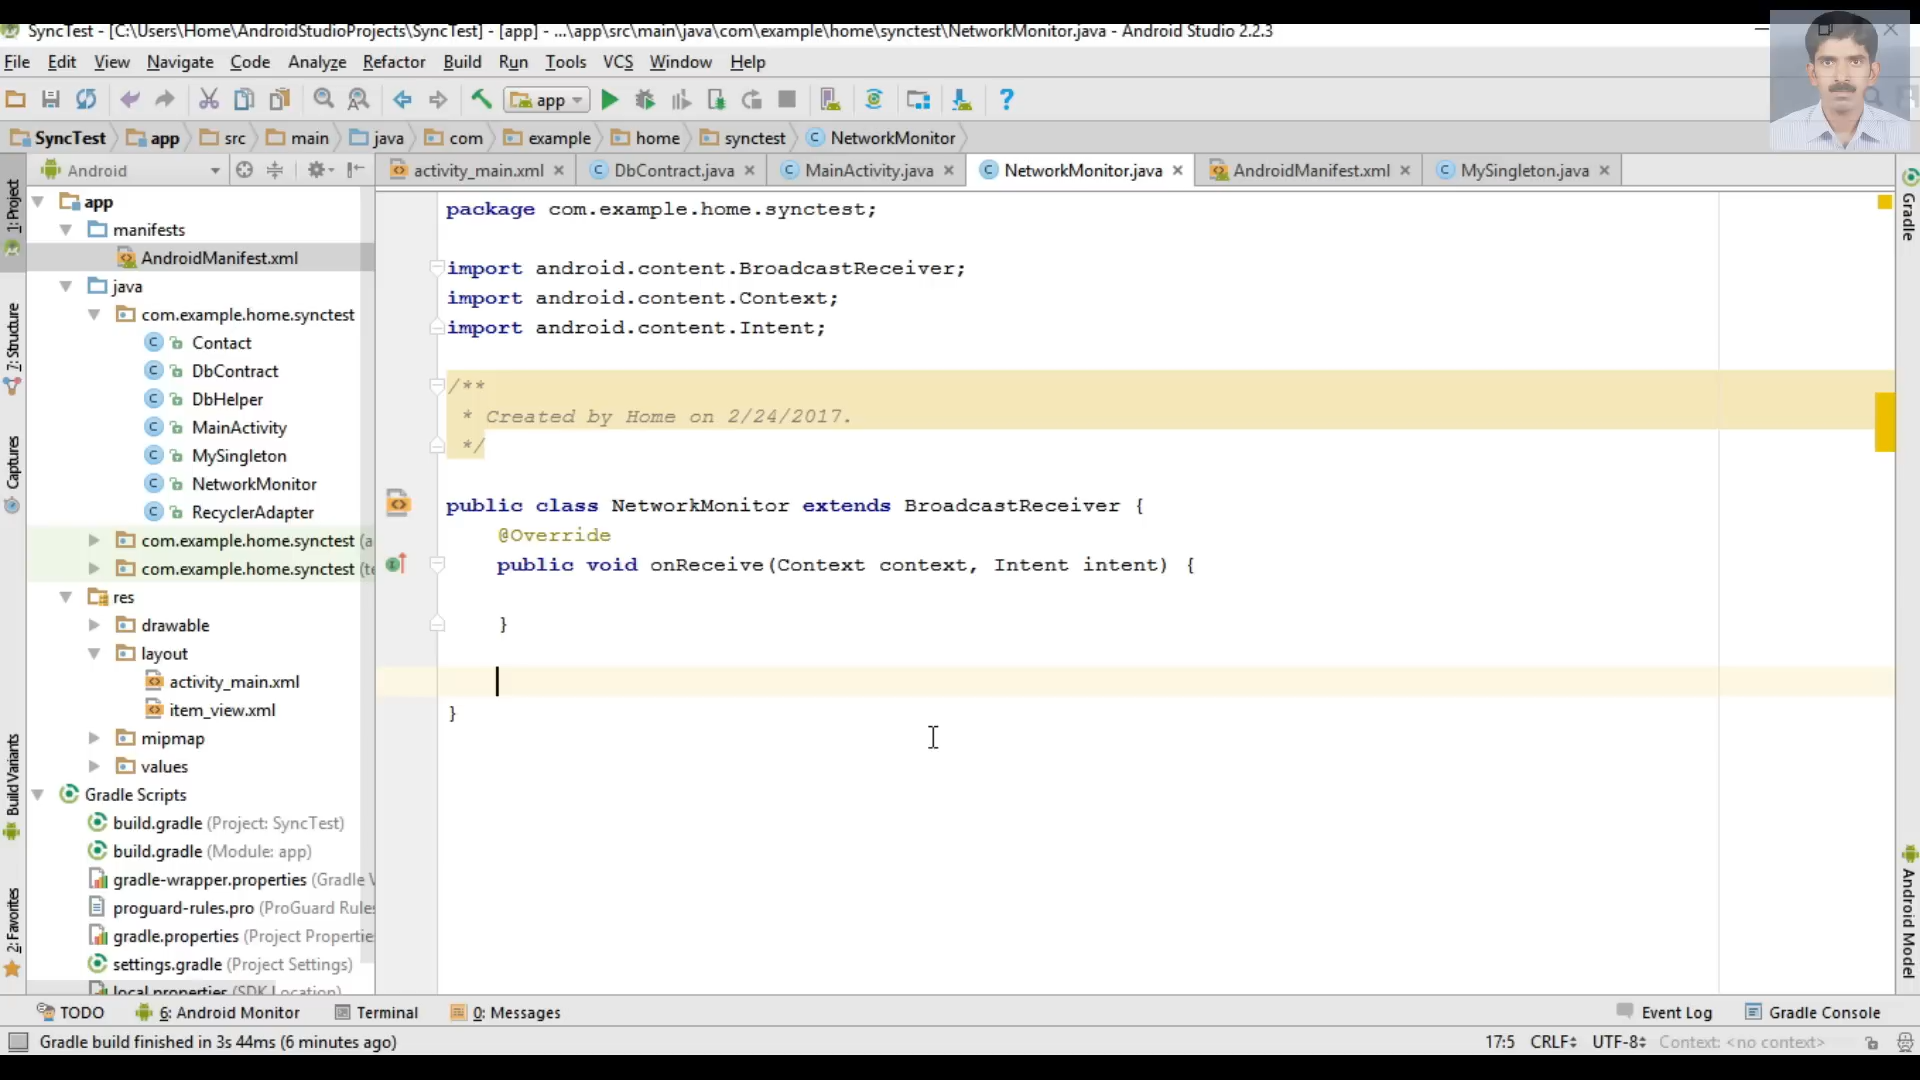 SyncTest - [C:\Users\Home\AndroidStudioProjects\SyncTest] - [app] - ...\app\src\main\java\com\example\home\synctest\NetworkMonitor.java - Android Studio 2.2.3
File Edit View Navigate Code Analyze Refactor Build Run Tools VCS Window Help
app
SyncTest app src main java com example home synctest NetworkMonitor
Android
activity_main.xml DbContract.java MainActivity.java NetworkMonitor.java AndroidManifest.xml MySingleton.java
1: Project
7: Structure
Captures
Build Variants
2: Favorites
app
manifests
AndroidManifest.xml
java
com.example.home.synctest
Contact
DbContract
DbHelper
MainActivity
MySingleton
NetworkMonitor
RecyclerAdapter
com.example.home.synctest (a
com.example.home.synctest (te
res
drawable
layout
activity_main.xml
item_view.xml
mipmap
values
Gradle Scripts
build.gradle (Project: SyncTest)
build.gradle (Module: app)
gradle-wrapper.properties (Gradle V
proguard-rules.pro (ProGuard Rules
gradle.properties (Project Propertie
settings.gradle (Project Settings)
local.properties (SDK Location)
package com.example.home.synctest;
import android.content.BroadcastReceiver;
import android.content.Context;
import android.content.Intent;
/**
* Created by Home on 2/24/2017.
*/
public class NetworkMonitor extends BroadcastReceiver {
@Override
public void onReceive(Context context, Intent intent) {
}
}
Gradle
Android Model
TODO 6: Android Monitor Terminal 0: Messages Event Log Gradle Console
Gradle build finished in 3s 44ms (6 minutes ago) 17:5 CRLF UTF-8 Context: <no context>